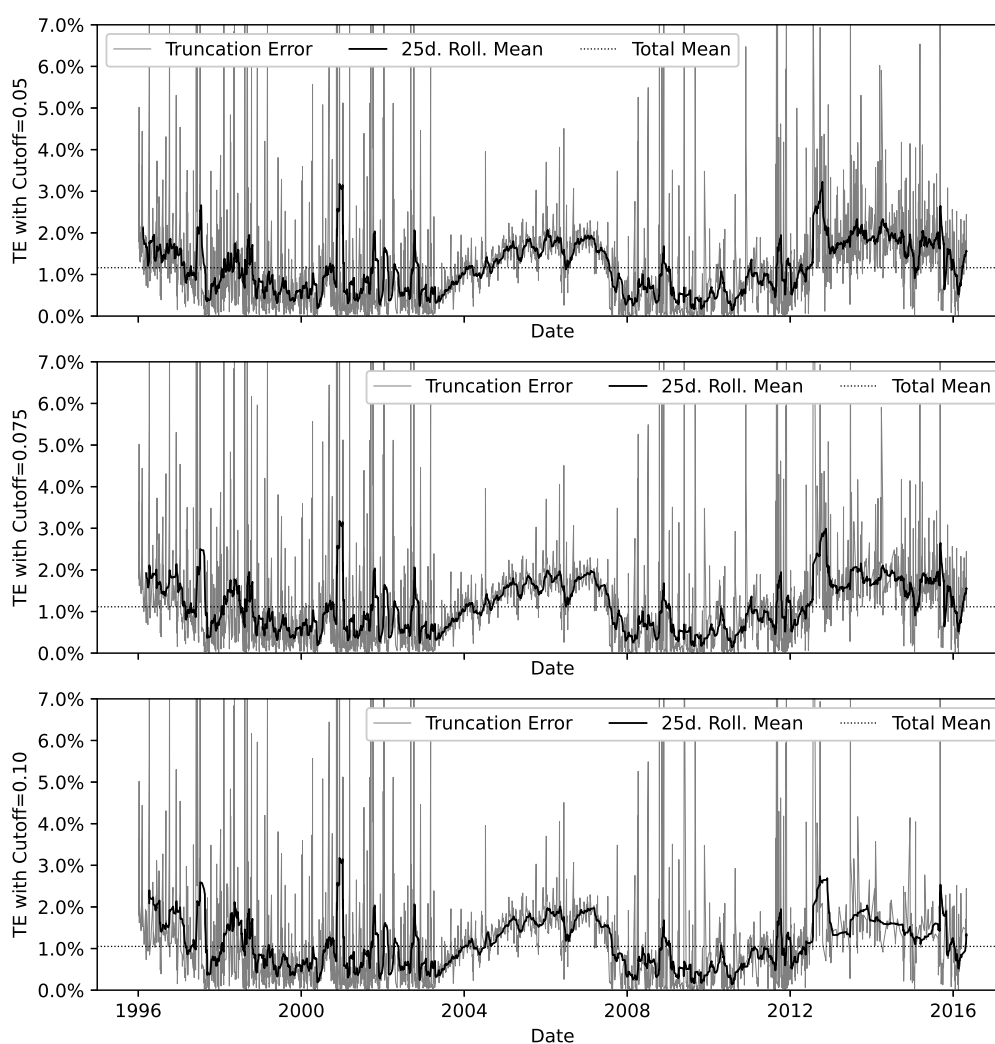 Truncation Error 25d. Roll. Mean Total Mean
7.0%
6.0%
5.0%
4.0%
3.0%
2.0%
1.0%
0.0%
TE with Cutoff=0.05
Date
Truncation Error 25d. Roll. Mean Total Mean
7.0%
6.0%
5.0%
4.0%
3.0%
2.0%
1.0%
0.0%
TE with Cutoff=0.075
Date
Truncation Error 25d. Roll. Mean Total Mean
7.0%
6.0%
5.0%
4.0%
3.0%
2.0%
1.0%
0.0%
TE with Cutoff=0.10
1996 2000 2004 2008 2012 2016
Date